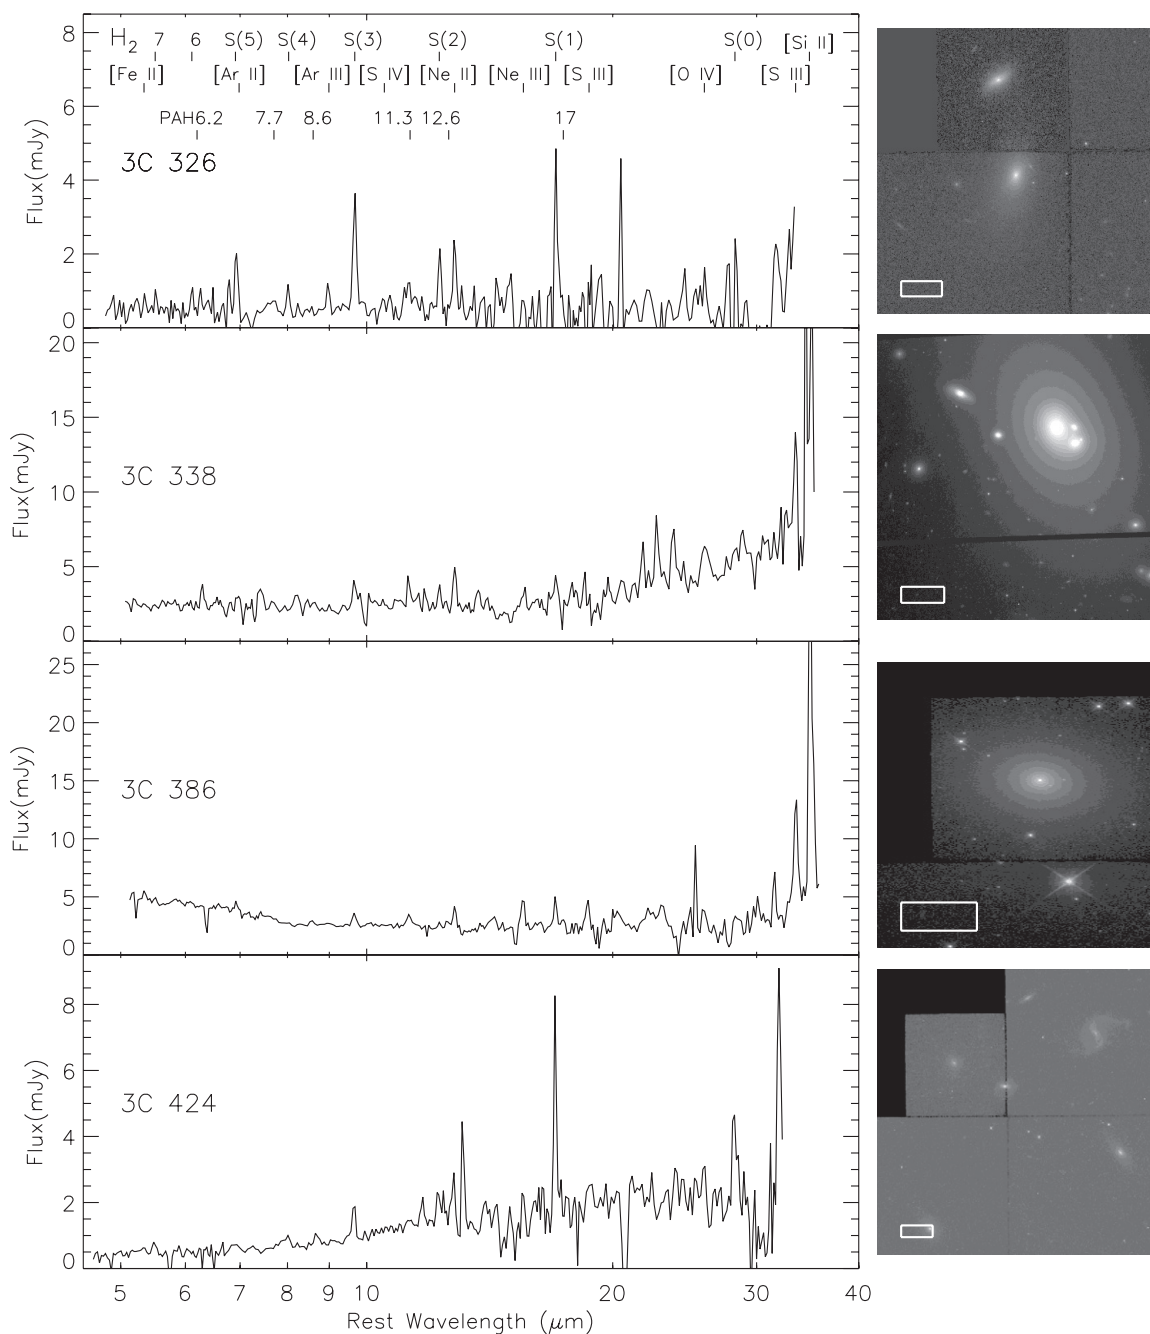 8
H2 7 6 S(5) S(4) S(3) S(2) S(1) S(0) [Si II]
[Fe II] [Ar II] [Ar III] [S IV] [Ne II] [Ne III] [S III] [O IV] [S III]
6
PAH6.2 7.7 8.6 11.3 12.6 17
3C 326
Flux(mJy)
4
2
0
20
15
3C 338
Flux(mJy)
10
5
0
25
20
15
3C 386
Flux(mJy)
10
5
0
8
6
3C 424
Flux(mJy)
4
2
0
5 6 7 8 9 10 20 30 40
Rest Wavelength (μm)